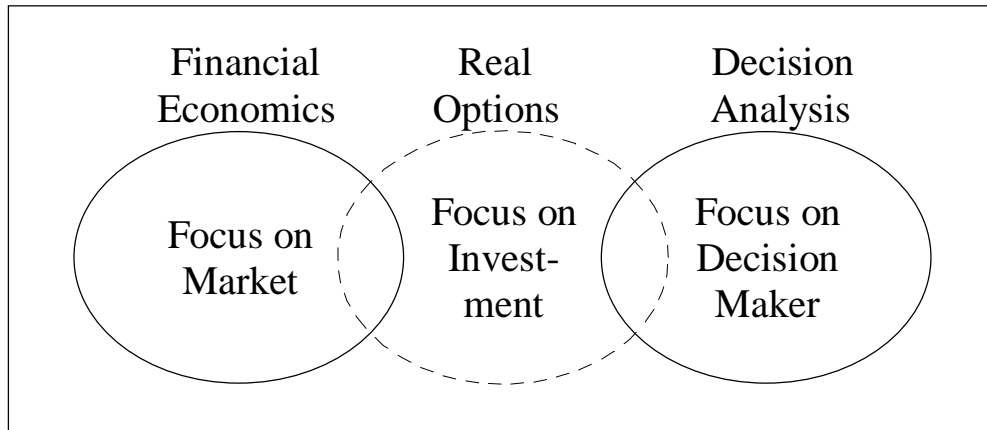 Financial
Economics
Real
Options
Decision
Analysis
Focus on
Market
Focus on
Invest-
ment
Focus on
Decision
Maker